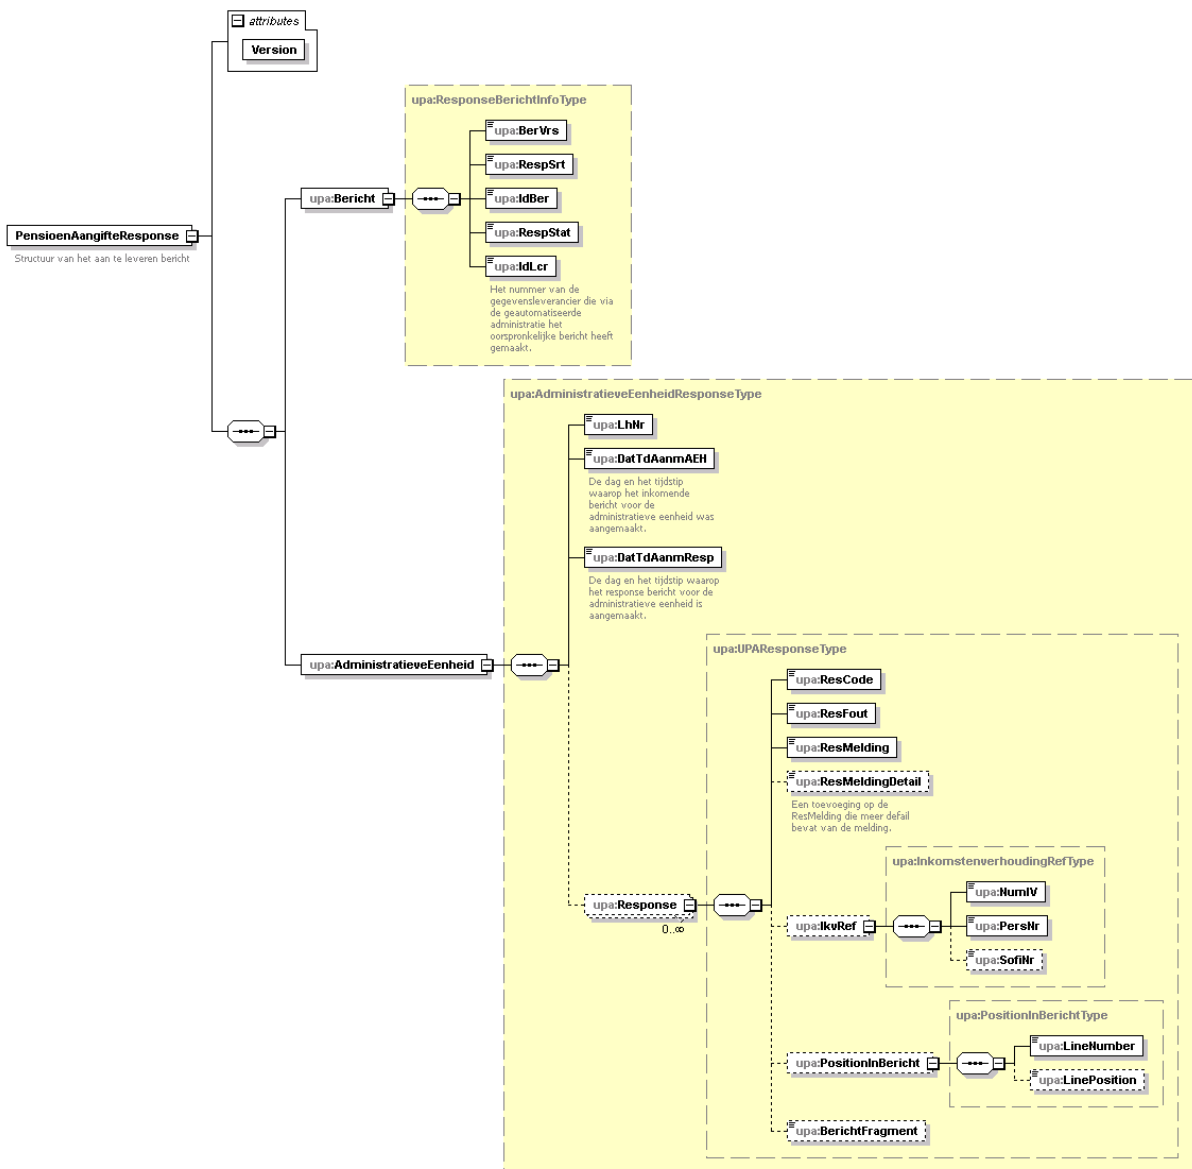 attributes
Version
upa:ResponseBerichtInfoType
upa:BerVrs
upa:RespSrt
upa:Bericht
upa:IdBer
upa:RespStat
PensioenAangifteResponse
Structuur van het aan te leveren bericht
upa:IdLcr
Het nummer van de
gegevensleverancier die via
de geautomatiseerde
administratie het
oorspronkelijke bericht heeft
gemaakt.
upa:AdministratieveEenheidResponseType
upa:LhNr
upa:DatTdAanmAEH
De dag en het tijdstip
waarop het inkomende
bericht voor de
administratieve eenheid was
aangemaakt.
upa:DatTdAanmResp
De dag en het tijdstip waarop
het response bericht voor de
administratieve eenheid is
aangemaakt.
upa:AdministratieveEenheid
upa:UPAResponseType
upa:ResCode
upa:ResFout
upa:ResMelding
upa:ResMeldingDetail
Een toevoeging op de
ResMelding die meer defail
bevat van de melding.
upa:Response
0..∞
upa:InkomstenverhoudingRefType
upa:NumIV
upa:IkvRef
upa:PersNr
upa:SofiNr
upa:PositionInBerichtType
upa:LineNumber
upa:PositionInBericht
upa:LinePosition
upa:BerichtFragment